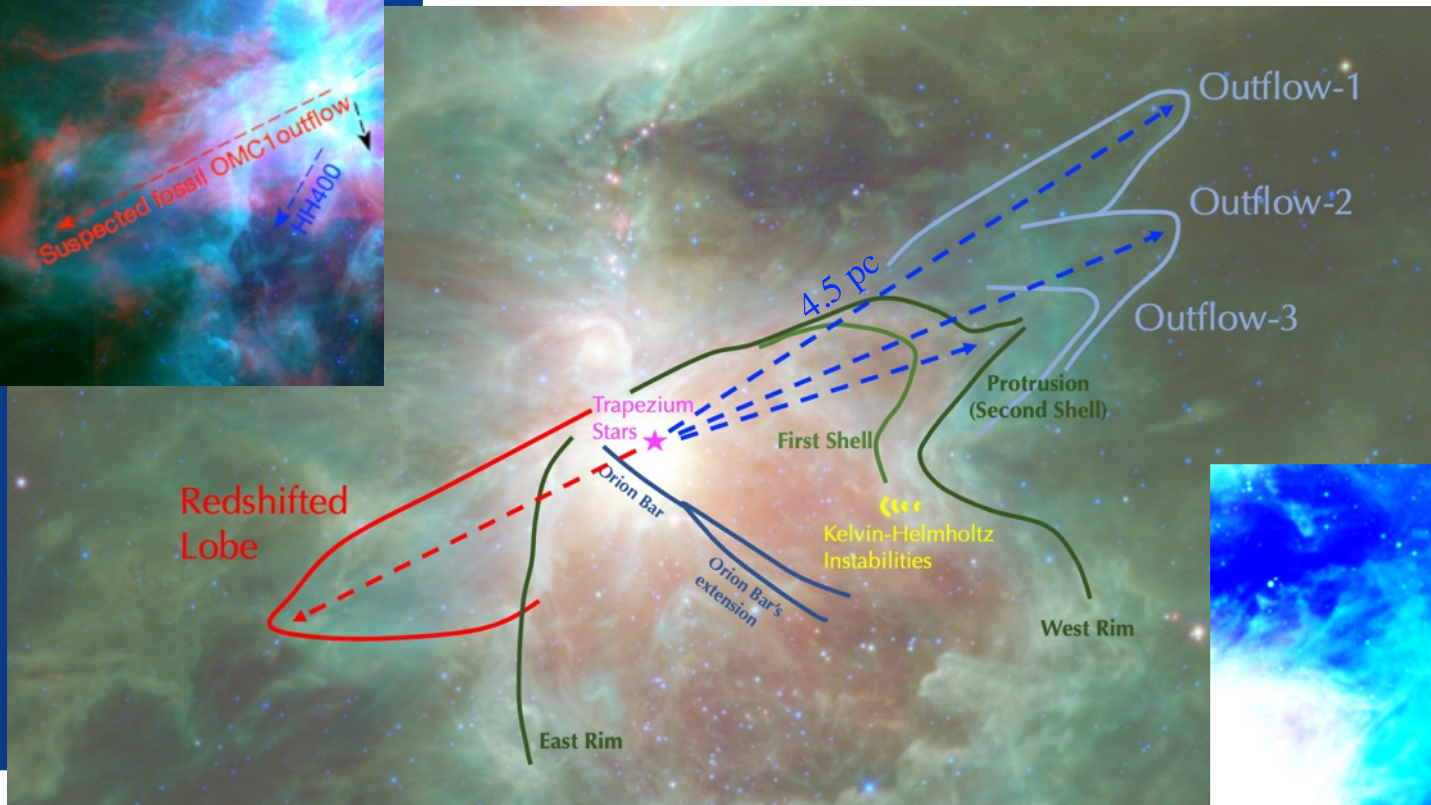 Suspected fossil OMC1outflow
HH400
Outflow-1
Outflow-2
Outflow-3
4.5 pc
Protrusion
(Second Shell)
Trapezium
Stars
First Shell
Redshifted
Lobe
Orion Bar
Kelvin-Helmholtz
Instabilities
Orion Bar's
extension
West Rim
East Rim